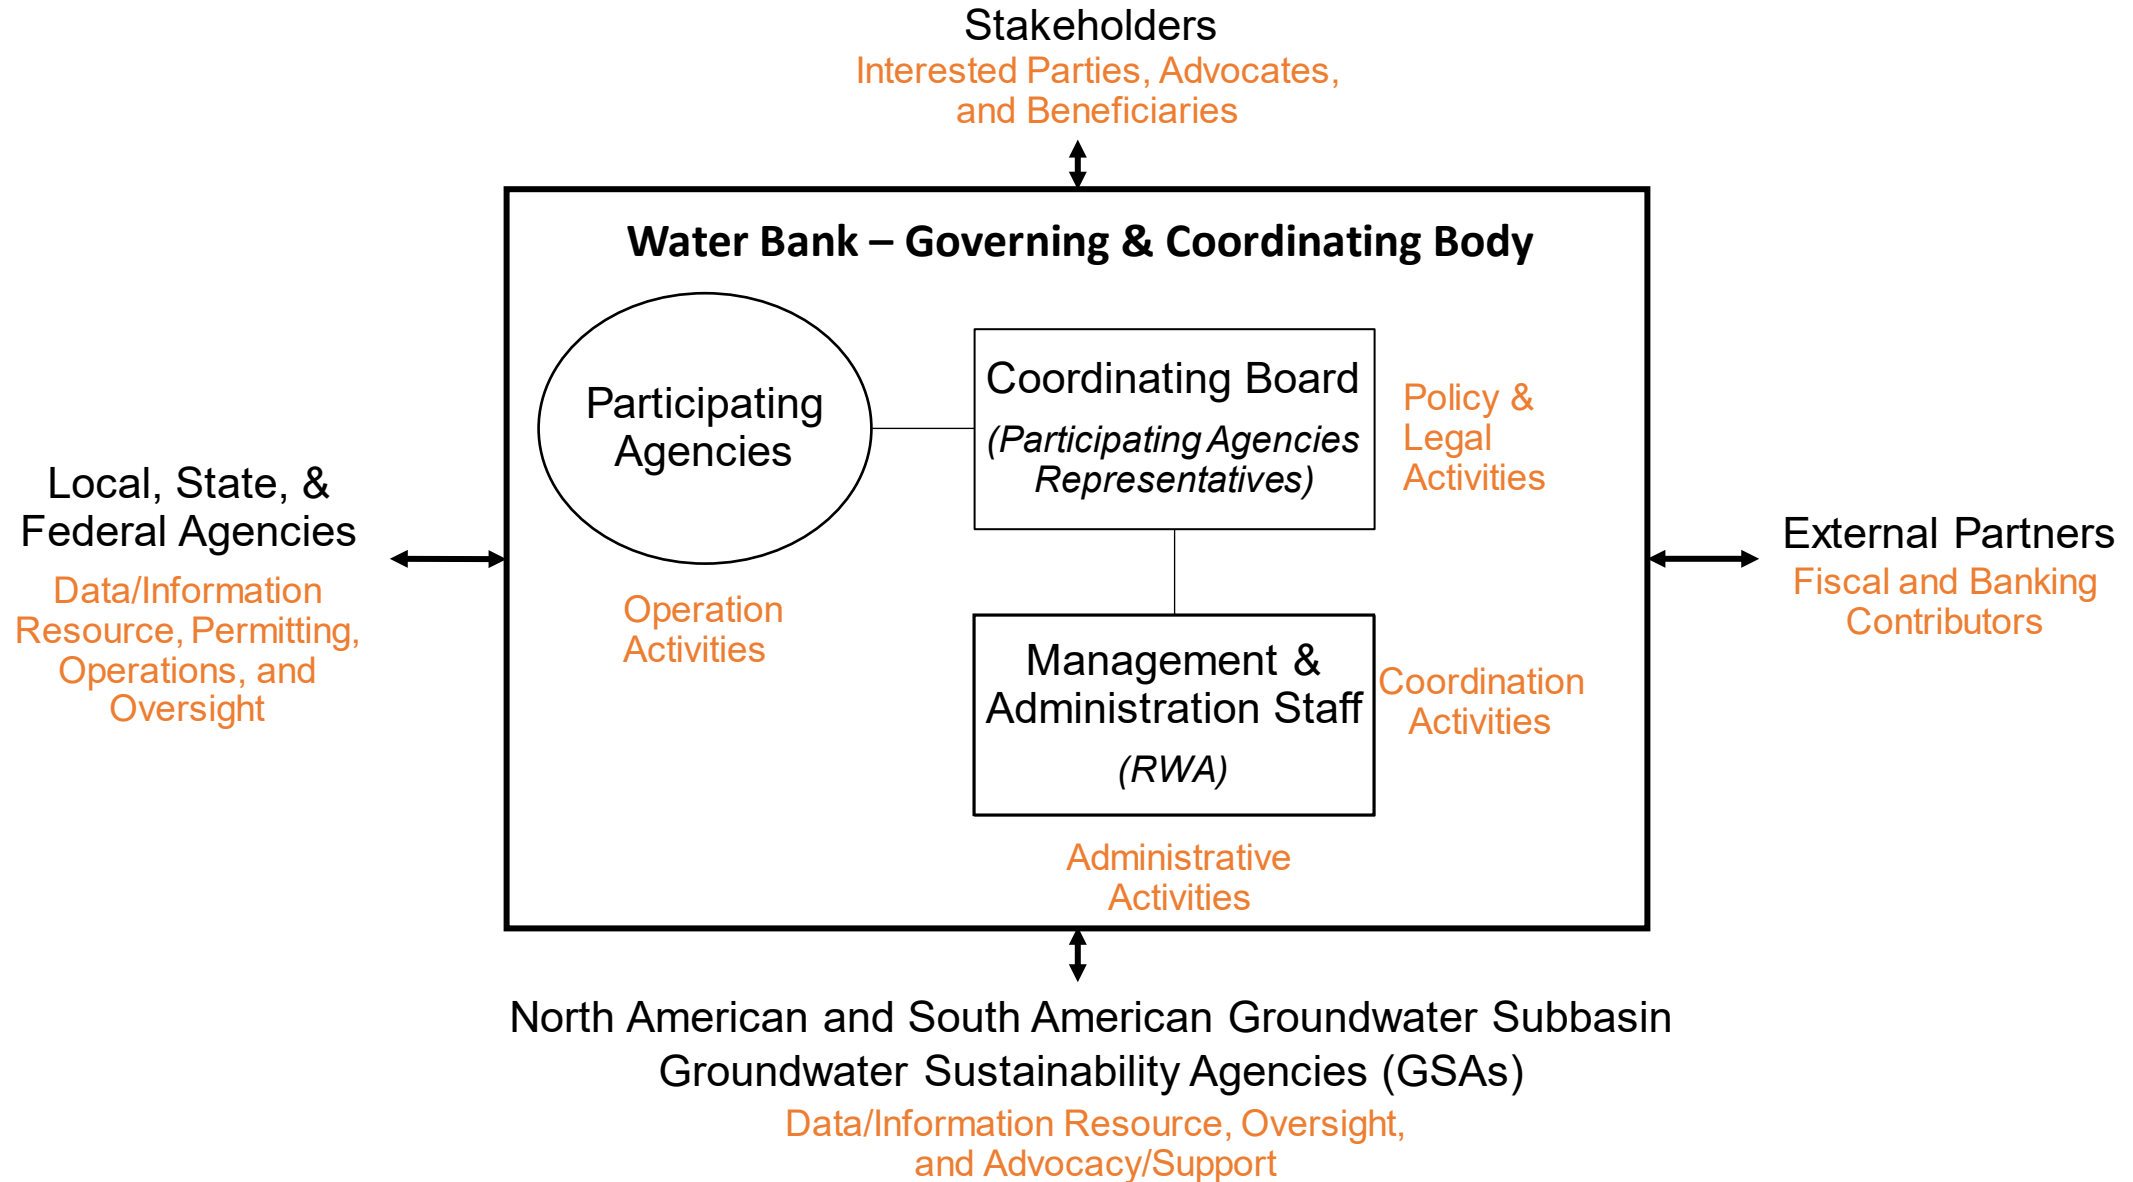 Stakeholders
Interested Parties, Advocates,
and Beneficiaries
Water Bank – Governing & Coordinating Body
Participating
Agencies
Operation
Activities
Coordinating Board
(Participating Agencies
Representatives)
Policy &
Legal
Activities
Management &
Administration Staff
(RWA)
Coordination
Activities
Administrative
Activities
Local, State, &
Federal Agencies
Data/Information
Resource, Permitting,
Operations, and
Oversight
External Partners
Fiscal and Banking
Contributors
North American and South American Groundwater Subbasin
Groundwater Sustainability Agencies (GSAs)
Data/Information Resource, Oversight,
and Advocacy/Support